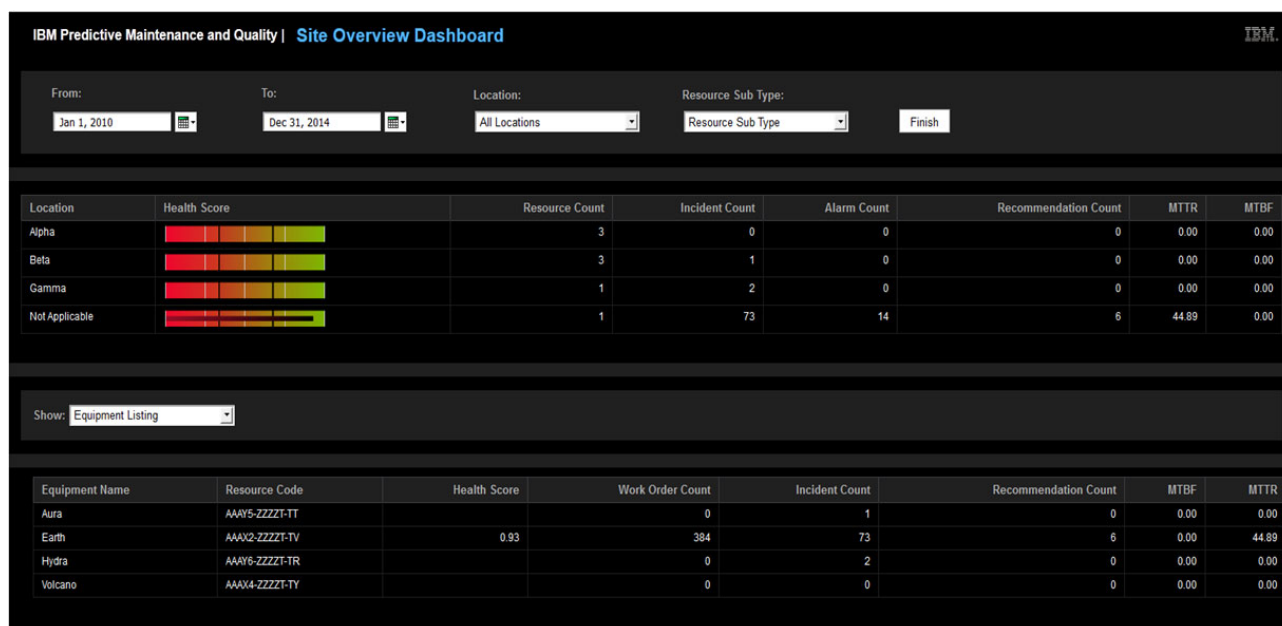 IBM Predictive Maintenance and Quality | Site Overview Dashboard IBM.
From: To: Location: Resource Sub Type:
Jan 1, 2010 Dec 31, 2014 All Locations Resource Sub Type Finish
Location Health Score Resource Count Incident Count Alarm Count Recommendation Count MTTR MTBF
Alpha 3 0 0 0 0.00 0.00
Beta 3 1 0 0 0.00 0.00
Gamma 1 2 0 0 0.00 0.00
Not Applicable 1 73 14 6 44.89 0.00
Show: Equipment Listing
Equipment Name Resource Code Health Score Work Order Count Incident Count Recommendation Count MTBF MTTR
Aura AAAY5-ZZZZT-TT 0 1 0 0.00 0.00
Earth AAAX2-ZZZZT-TV 0.93 384 73 6 0.00 44.89
Hydra AAAY6-ZZZZT-TR 0 2 0 0.00 0.00
Volcano AAAX4-ZZZZT-TY 0 0 0 0.00 0.00